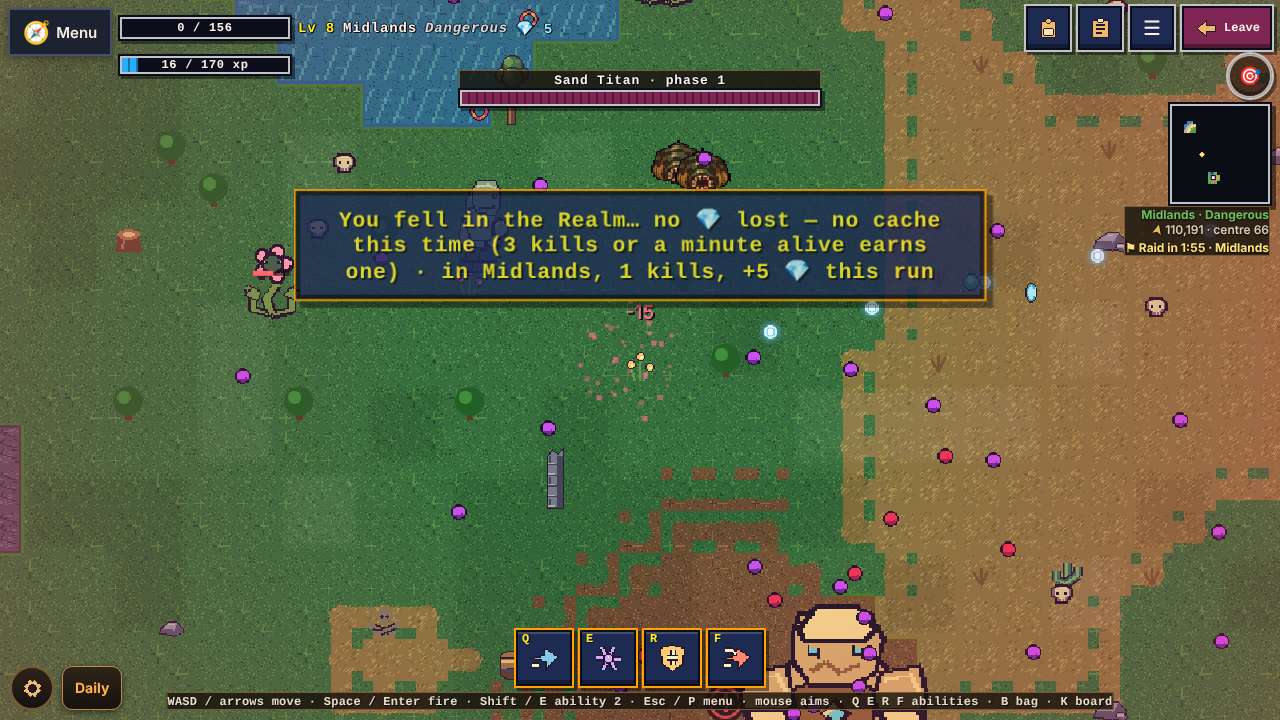 Menu
0 / 156
Lv 8 Midlands Dangerous 5
16 / 170 xp
Leave
Sand Titan · phase 1
You fell in the Realm… no 💎 lost — no cache
this time (3 kills or a minute alive earns
one) · in Midlands, 1 kills, +5 💎 this run
Midlands · Dangerous
110,191 · centre 66
Raid in 1:55 · Midlands
-15
Q E R F
Daily
WASD / arrows move · Space / Enter fire · Shift / E ability 2 · Esc / P menu · mouse aims · Q E R F abilities · B bag · K board